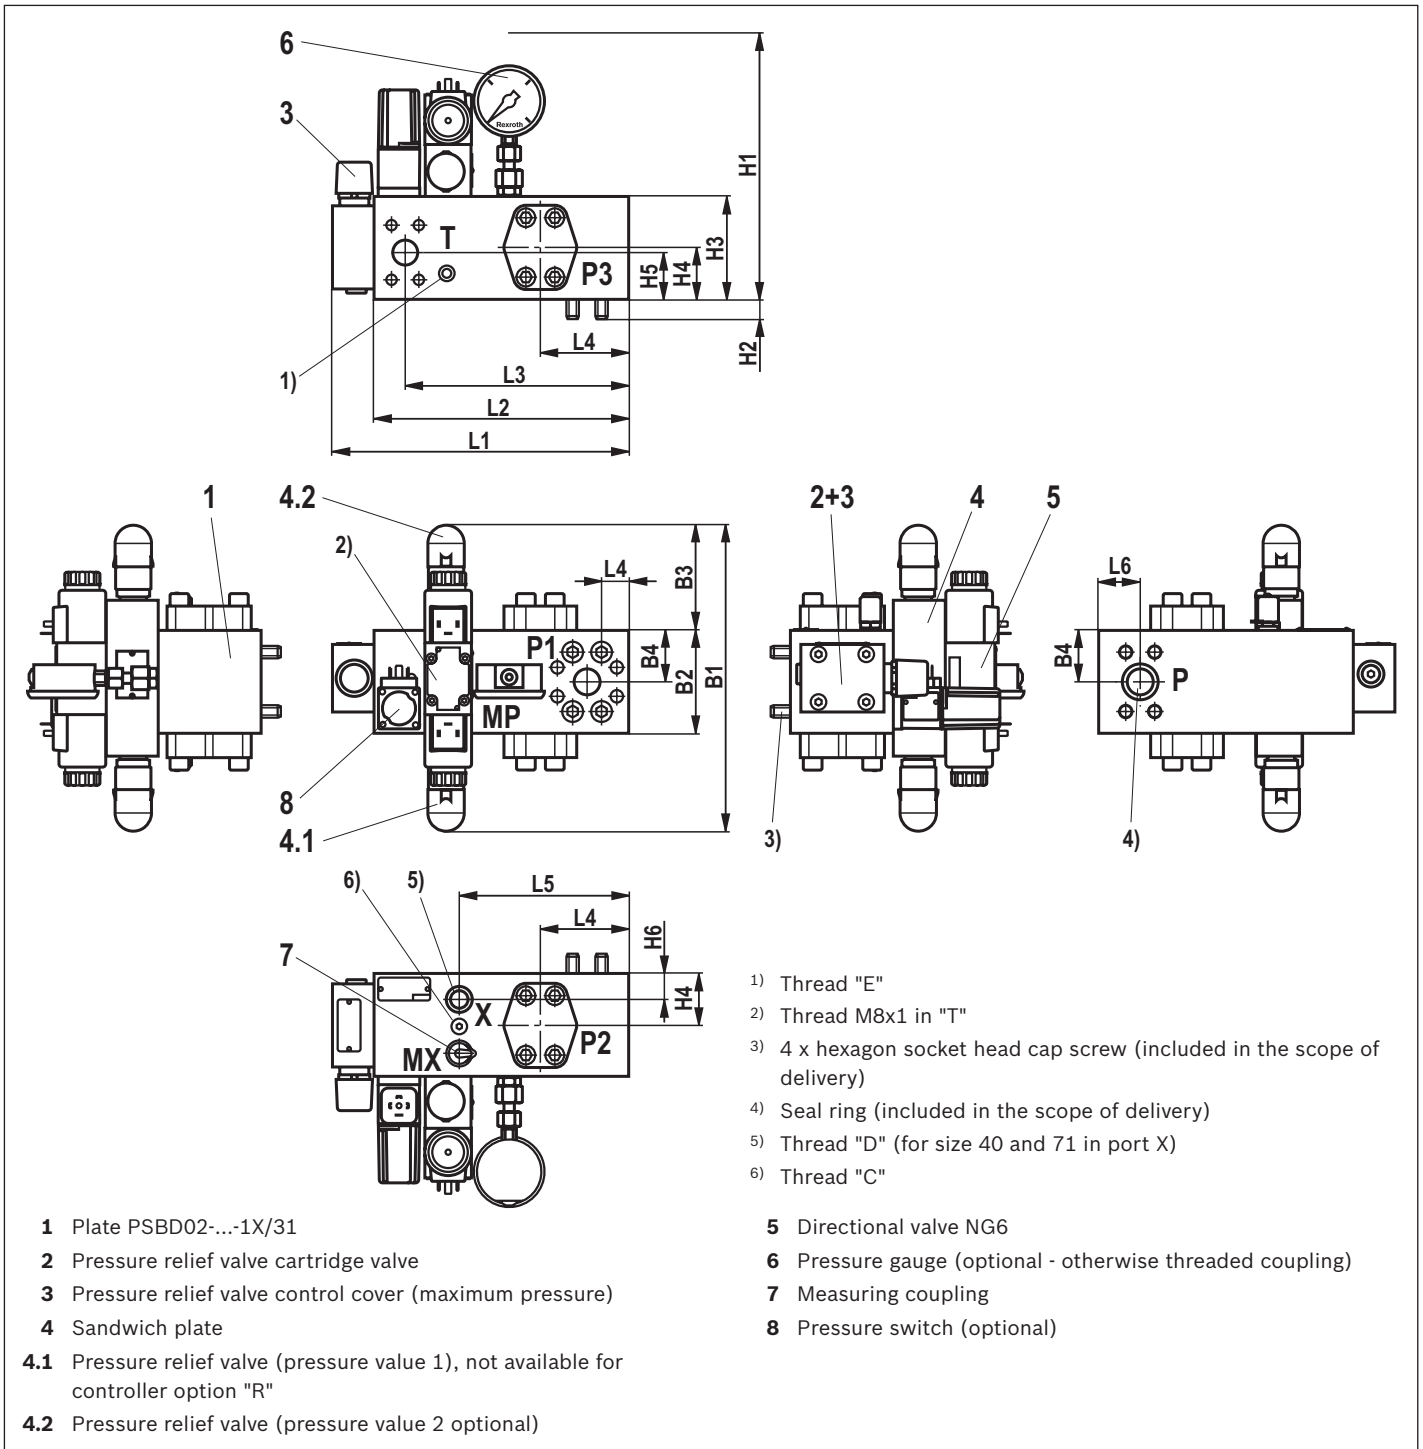 6
3
Rexroth
H1
T
H3
P3
H5
H4
L4
H2
1)
L3
L2
L1
1
4.2
2+3
4
5
2)
L4
B3
L6
P1
B4
B2
B1
B4
P
MP
8
4.1
3)
4)
6)
5)
L5
L4
H6
7
X
H4
MX
P2
1) Thread "E"
2) Thread M8x1 in "T"
3) 4 x hexagon socket head cap screw (included in the scope of
delivery)
4) Seal ring (included in the scope of delivery)
5) Thread "D" (for size 40 and 71 in port X)
6) Thread "C"
1 Plate PSBD02-...-1X/31
2 Pressure relief valve cartridge valve
3 Pressure relief valve control cover (maximum pressure)
4 Sandwich plate
4.1 Pressure relief valve (pressure value 1), not available for
controller option "R"
4.2 Pressure relief valve (pressure value 2 optional)
5 Directional valve NG6
6 Pressure gauge (optional - otherwise threaded coupling)
7 Measuring coupling
8 Pressure switch (optional)